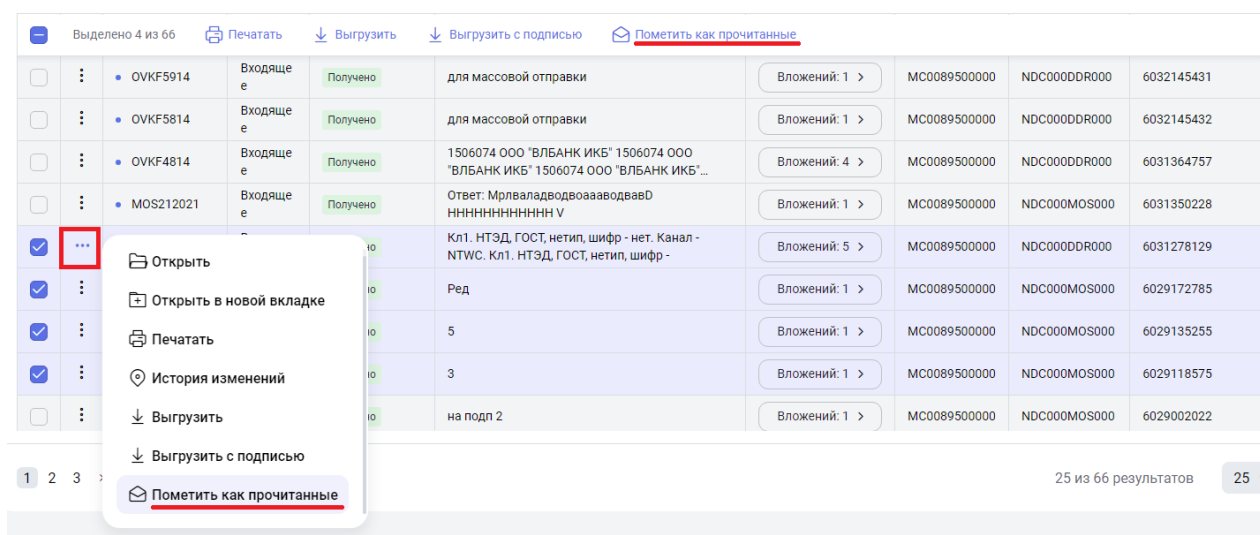 Выделено 4 из 66 Печатать Выгрузить Выгрузить с подписью Пометить как прочитанные
OVKF5914 Входяще
е Получено для массовой отправки Вложений: 1 MC0089500000 NDC000DDR000 6032145431
OVKF5814 Входяще
е Получено для массовой отправки Вложений: 1 MC0089500000 NDC000DDR000 6032145432
OVKF4814 Входяще
е Получено 1506074 ООО "ВЛБАНК ИКБ" 1506074 ООО
"ВЛБАНК ИКБ" 1506074 ООО "ВЛБАНК ИКБ"... Вложений: 4 MC0089500000 NDC000DDR000 6031364757
MOS212021 Входяще
е Получено Ответ: МрлваладводвоаааводвавD
НННННННННННН V Вложений: 1 MC0089500000 NDC000MOS000 6031350228
Кл1. НТЭД, ГОСТ, нетип, шифр - нет. Канал -
NTWC. Кл1. НТЭД, ГОСТ, нетип, шифр - Вложений: 5 MC0089500000 NDC000DDR000 6031278129
Ред Вложений: 1 MC0089500000 NDC000MOS000 6029172785
5 Вложений: 1 MC0089500000 NDC000MOS000 6029135255
3 Вложений: 1 MC0089500000 NDC000MOS000 6029118575
на подп 2 Вложений: 1 MC0089500000 NDC000MOS000 6029002022
Открыть
Открыть в новой вкладке
Печатать
История изменений
Выгрузить
Выгрузить с подписью
Пометить как прочитанные
1 2 3 25 из 66 результатов 25